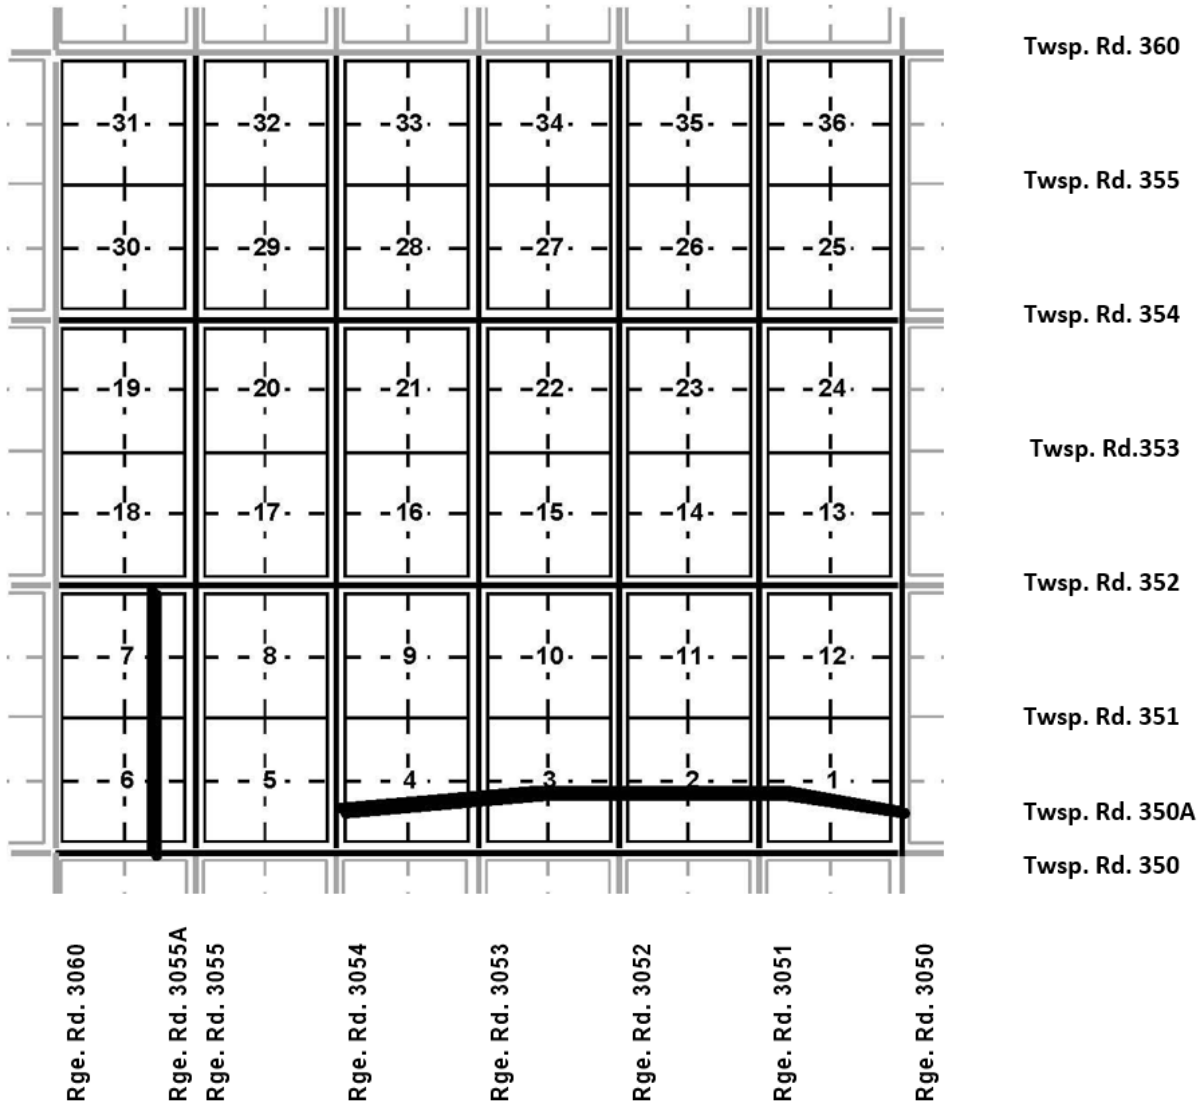 Twsp. Rd. 360
31 32 33 34 35 36
Twsp. Rd. 355
30 29 28 27 26 25
Twsp. Rd. 354
19 20 21 22 23 24
Twsp. Rd.353
18 17 16 15 14 13
Twsp. Rd. 352
7 8 9 10 11 12
Twsp. Rd. 351
6 5 4 3 2 1
Twsp. Rd. 350A
Twsp. Rd. 350
Rge. Rd. 3060
Rge. Rd. 3055A
Rge. Rd. 3055
Rge. Rd. 3054
Rge. Rd. 3053
Rge. Rd. 3052
Rge. Rd. 3051
Rge. Rd. 3050